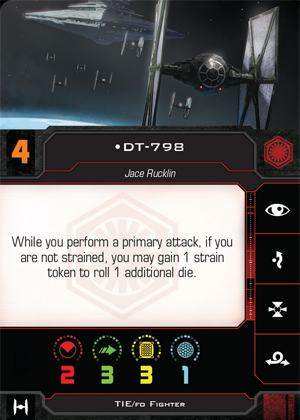 4
•DT-798
Jace Rucklin
While you perform a primary attack, if you
are not strained, you may gain 1 strain
token to roll 1 additional die.
2 3 3 1
TIE/fo Fighter